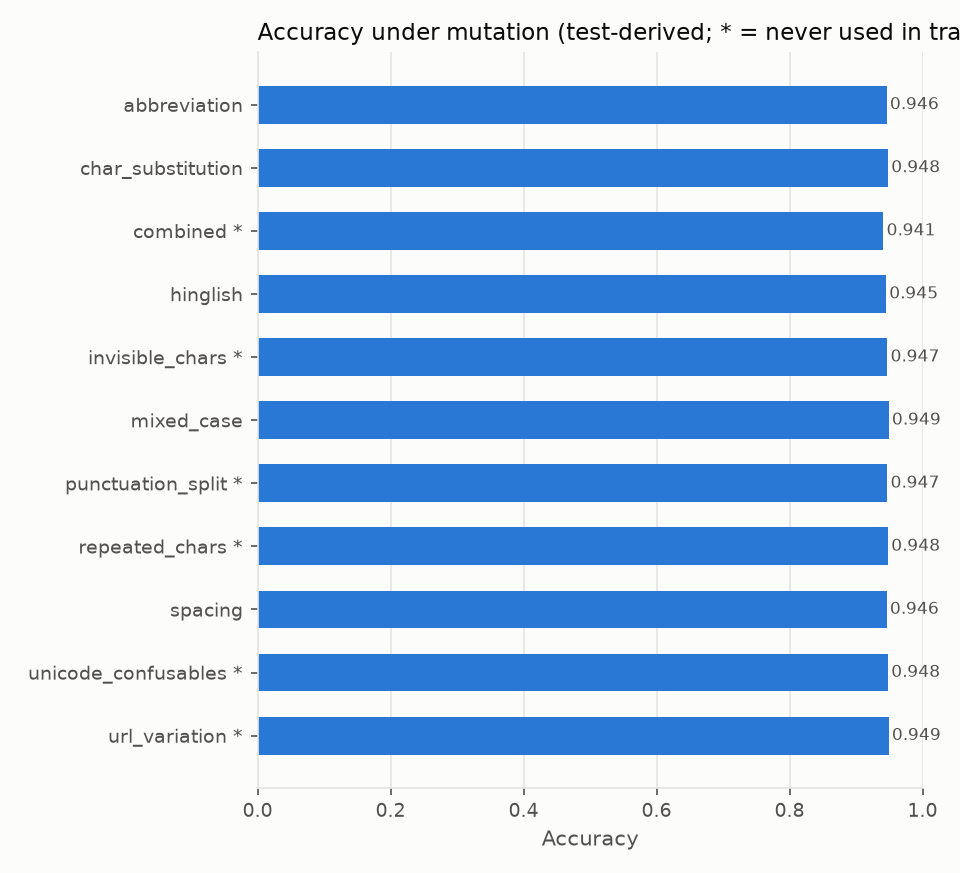 Accuracy under mutation (test-derived; * = never used in tra
abbreviation 0.946
char_substitution 0.948
combined * 0.941
hinglish 0.945
invisible_chars * 0.947
mixed_case 0.949
punctuation_split * 0.947
repeated_chars * 0.948
spacing 0.946
unicode_confusables * 0.948
url_variation * 0.949
0.0 0.2 0.4 0.6 0.8 1.0
Accuracy